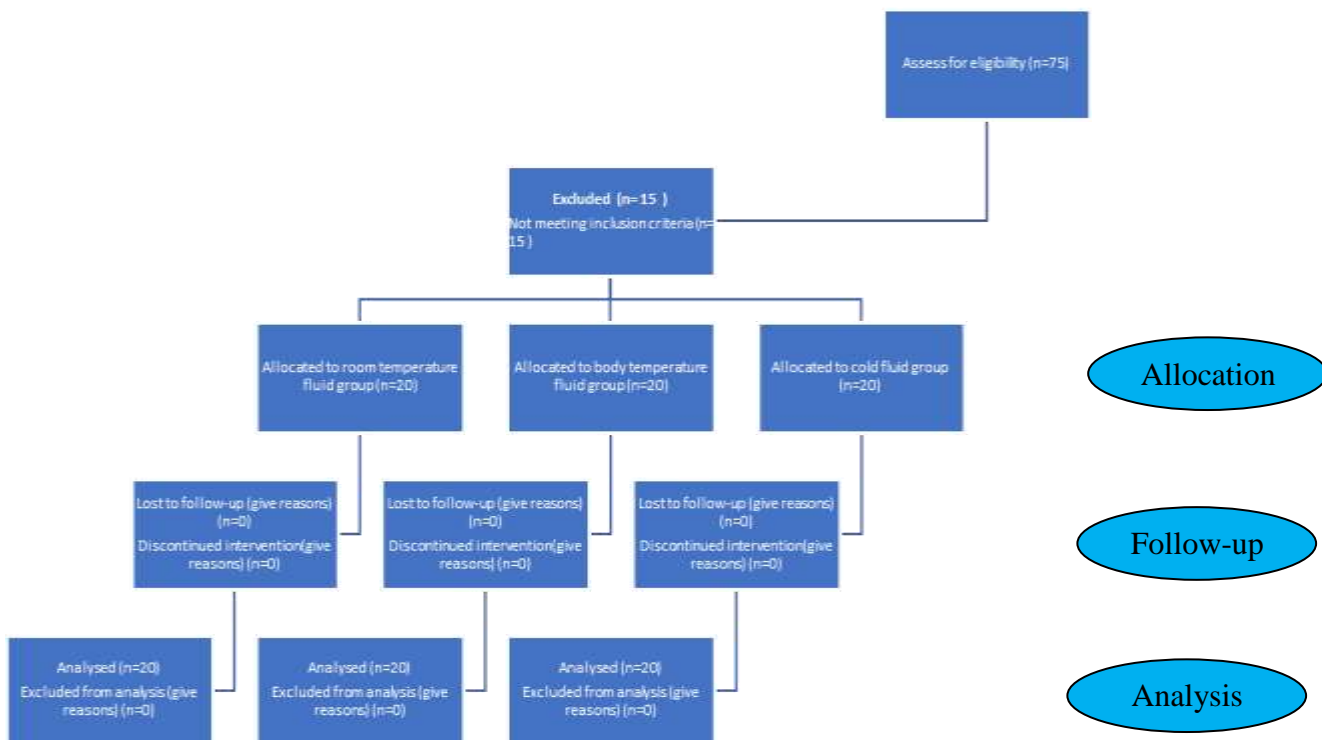 Assess for eligibility (n=75)
Excluded (n=15 )
Not meeting inclusion criteria (n=
15 )
Allocated to room temperature
fluid group (n=20)
Allocated to body temperature
fluid group (n=20)
Allocated to cold fluid group
(n=20)
Allocation
Lost to follow-up (give reasons)
(n=0)
Discontinued intervention(give
reasons) (n=0)
Lost to follow-up (give reasons)
(n=0)
Discontinued intervention(give
reasons) (n=0)
Lost to follow-up (give reasons)
(n=0)
Discontinued intervention(give
reasons) (n=0)
Follow-up
Analysed (n=20)
Excluded from analysis (give
reasons) (n=0)
Analysed (n=20)
Excluded from analysis (give
reasons) (n=0)
Analysed (n=20)
Excluded from analysis (give
reasons) (n=0)
Analysis